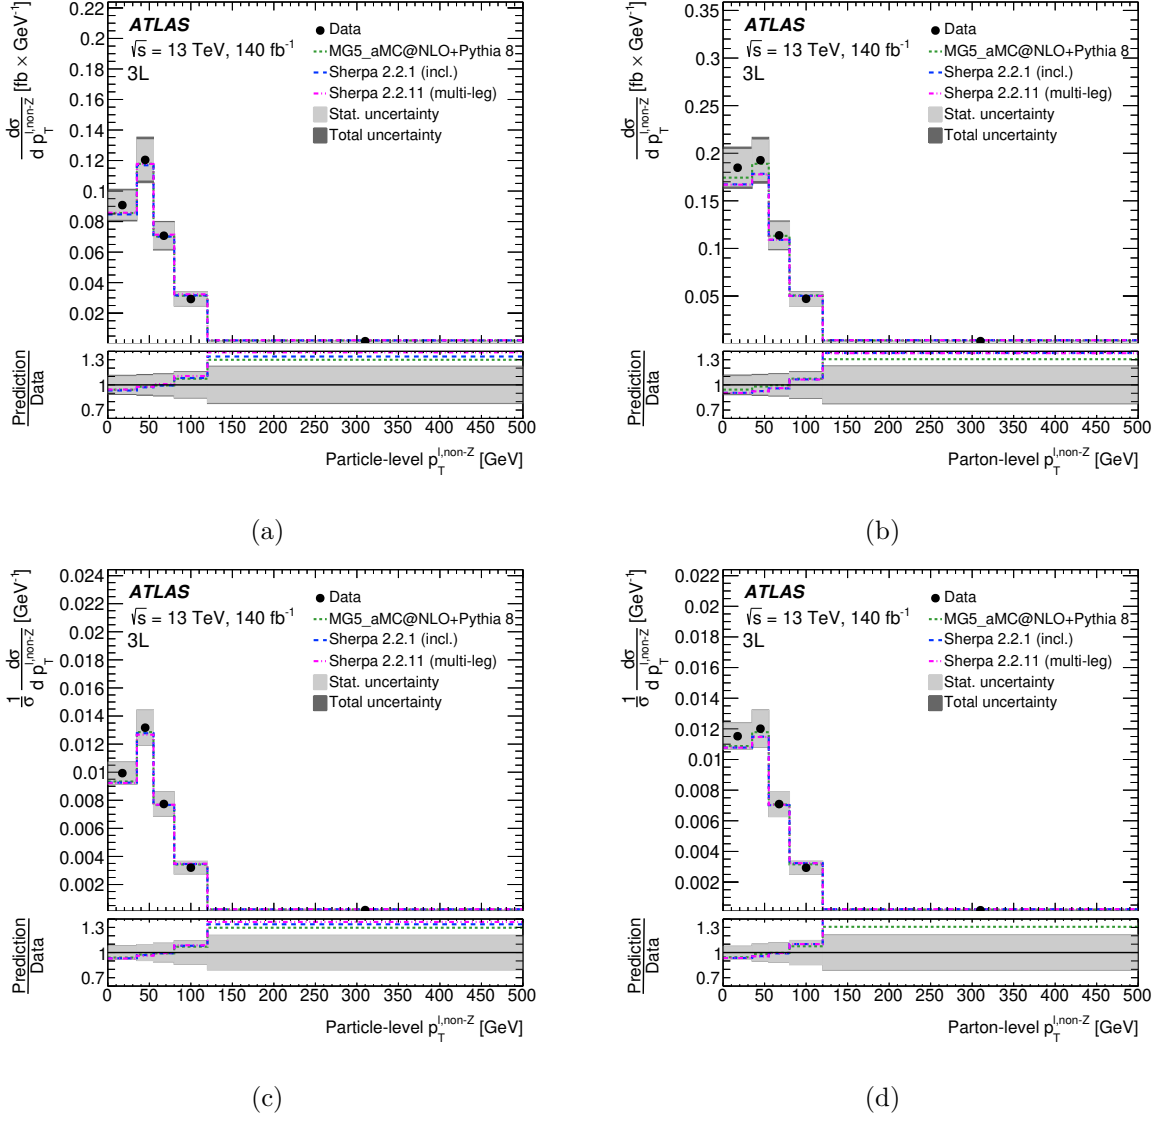 ATLAS
√s = 13 TeV, 140 fb⁻¹
3L
Data
MG5_aMC@NLO+Pythia 8
Sherpa 2.2.1 (incl.)
Sherpa 2.2.11 (multi-leg)
Stat. uncertainty
Total uncertainty
dσ / d p_T^{l,non-Z} [fb × GeV⁻¹]
0.22
0.2
0.18
0.16
0.14
0.12
0.1
0.08
0.06
0.04
0.02
Prediction / Data
1.3
1
0.7
0 50 100 150 200 250 300 350 400 450 500
Particle-level p_T^{l,non-Z} [GeV]
(a)
ATLAS
√s = 13 TeV, 140 fb⁻¹
3L
Data
MG5_aMC@NLO+Pythia 8
Sherpa 2.2.1 (incl.)
Sherpa 2.2.11 (multi-leg)
Stat. uncertainty
Total uncertainty
dσ / d p_T^{l,non-Z} [fb × GeV⁻¹]
0.35
0.3
0.25
0.2
0.15
0.1
0.05
Prediction / Data
1.3
1
0.7
0 50 100 150 200 250 300 350 400 450 500
Parton-level p_T^{l,non-Z} [GeV]
(b)
ATLAS
√s = 13 TeV, 140 fb⁻¹
3L
Data
MG5_aMC@NLO+Pythia 8
Sherpa 2.2.1 (incl.)
Sherpa 2.2.11 (multi-leg)
Stat. uncertainty
Total uncertainty
1/σ dσ / d p_T^{l,non-Z} [GeV⁻¹]
0.024
0.022
0.02
0.018
0.016
0.014
0.012
0.01
0.008
0.006
0.004
0.002
Prediction / Data
1.3
1
0.7
0 50 100 150 200 250 300 350 400 450 500
Particle-level p_T^{l,non-Z} [GeV]
(c)
ATLAS
√s = 13 TeV, 140 fb⁻¹
3L
Data
MG5_aMC@NLO+Pythia 8
Sherpa 2.2.1 (incl.)
Sherpa 2.2.11 (multi-leg)
Stat. uncertainty
Total uncertainty
1/σ dσ / d p_T^{l,non-Z} [GeV⁻¹]
0.022
0.02
0.018
0.016
0.014
0.012
0.01
0.008
0.006
0.004
0.002
Prediction / Data
1.3
1
0.7
0 50 100 150 200 250 300 350 400 450 500
Parton-level p_T^{l,non-Z} [GeV]
(d)